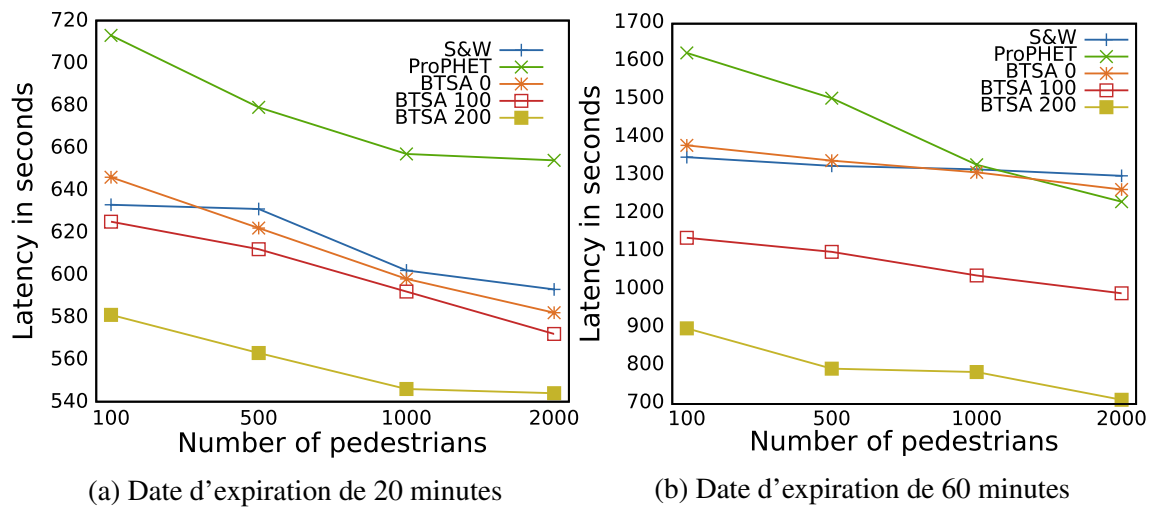 720
700
680
660
640
620
600
580
560
540
Latency in seconds
S&W
ProPHET
BTSA 0
BTSA 100
BTSA 200
100 500 1000 2000
Number of pedestrians
(a) Date d'expiration de 20 minutes
1700
1600
1500
1400
1300
1200
1100
1000
900
800
700
Latency in seconds
S&W
ProPHET
BTSA 0
BTSA 100
BTSA 200
100 500 1000 2000
Number of pedestrians
(b) Date d'expiration de 60 minutes